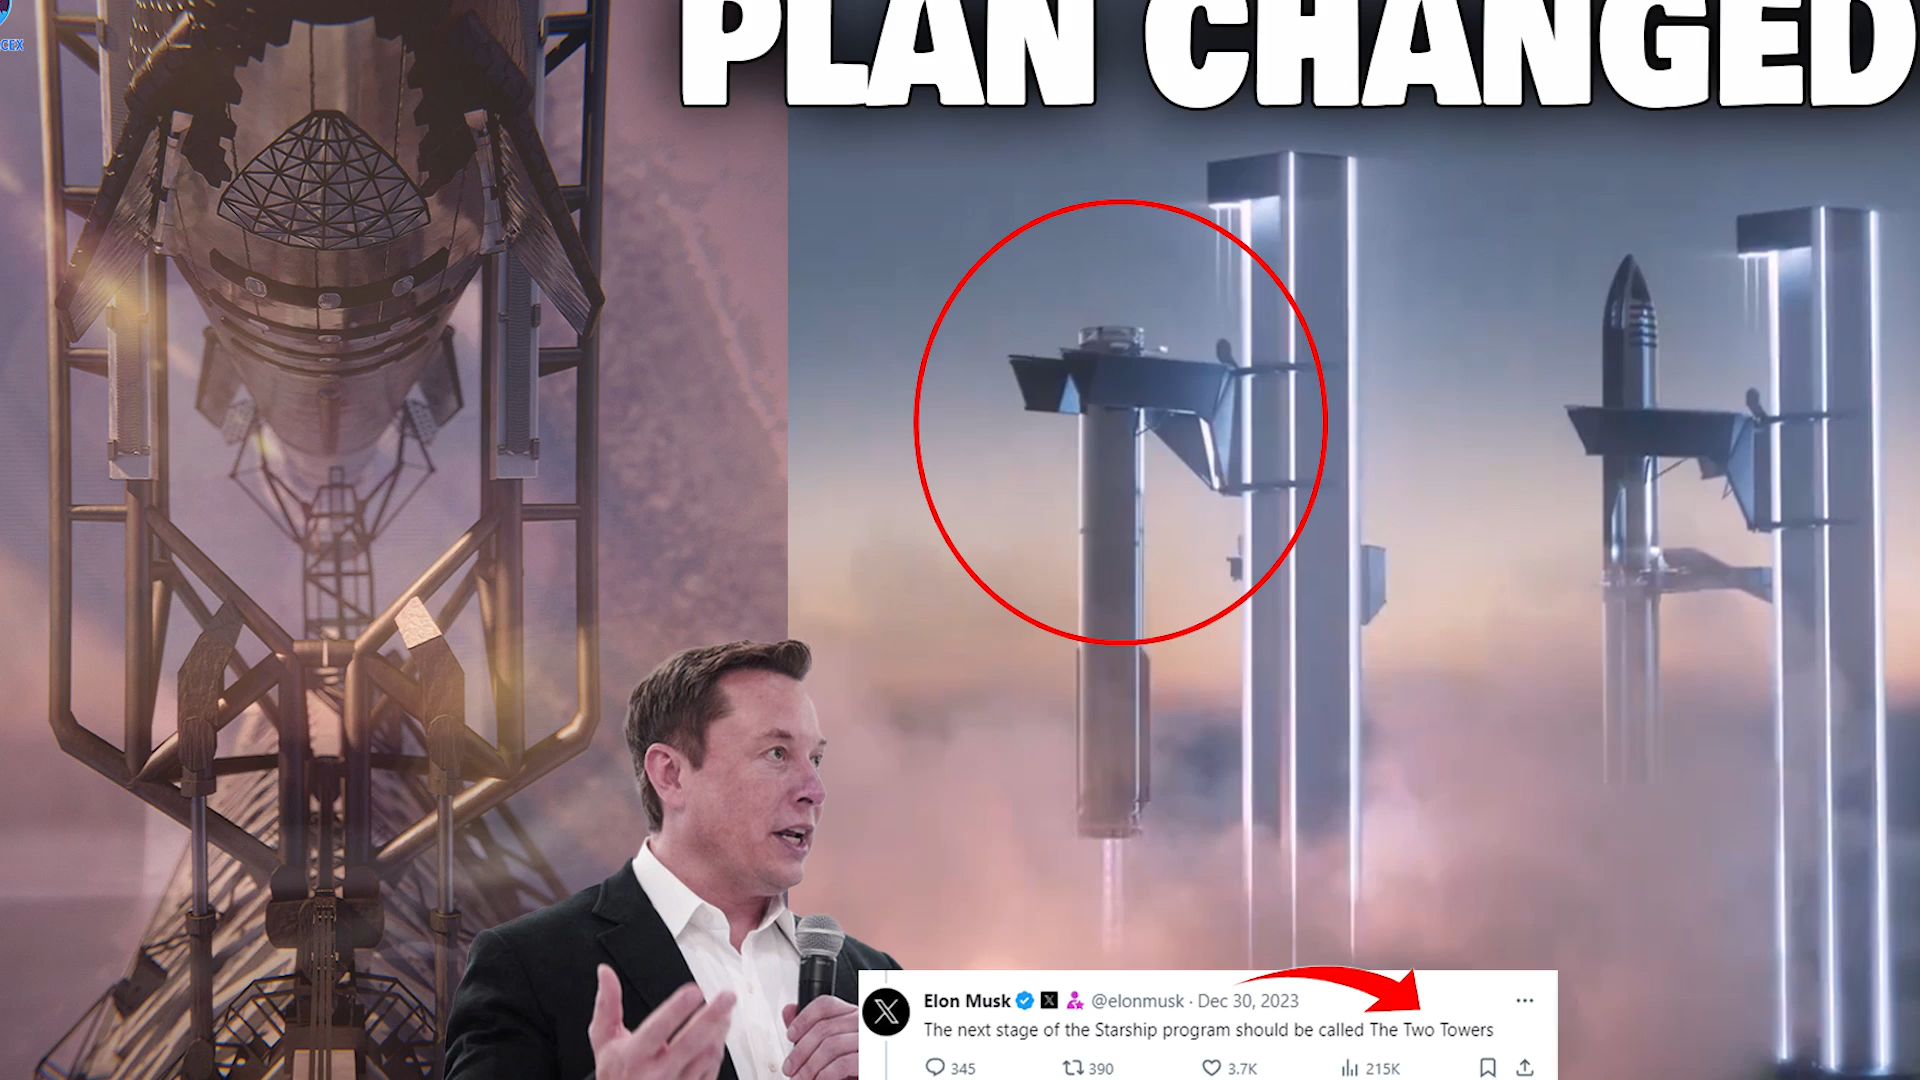 PLAN CHANGED
CEX
Elon Musk @elonmusk · Dec 30, 2023
The next stage of the Starship program should be called The Two Towers
345 390 3.7K 215K